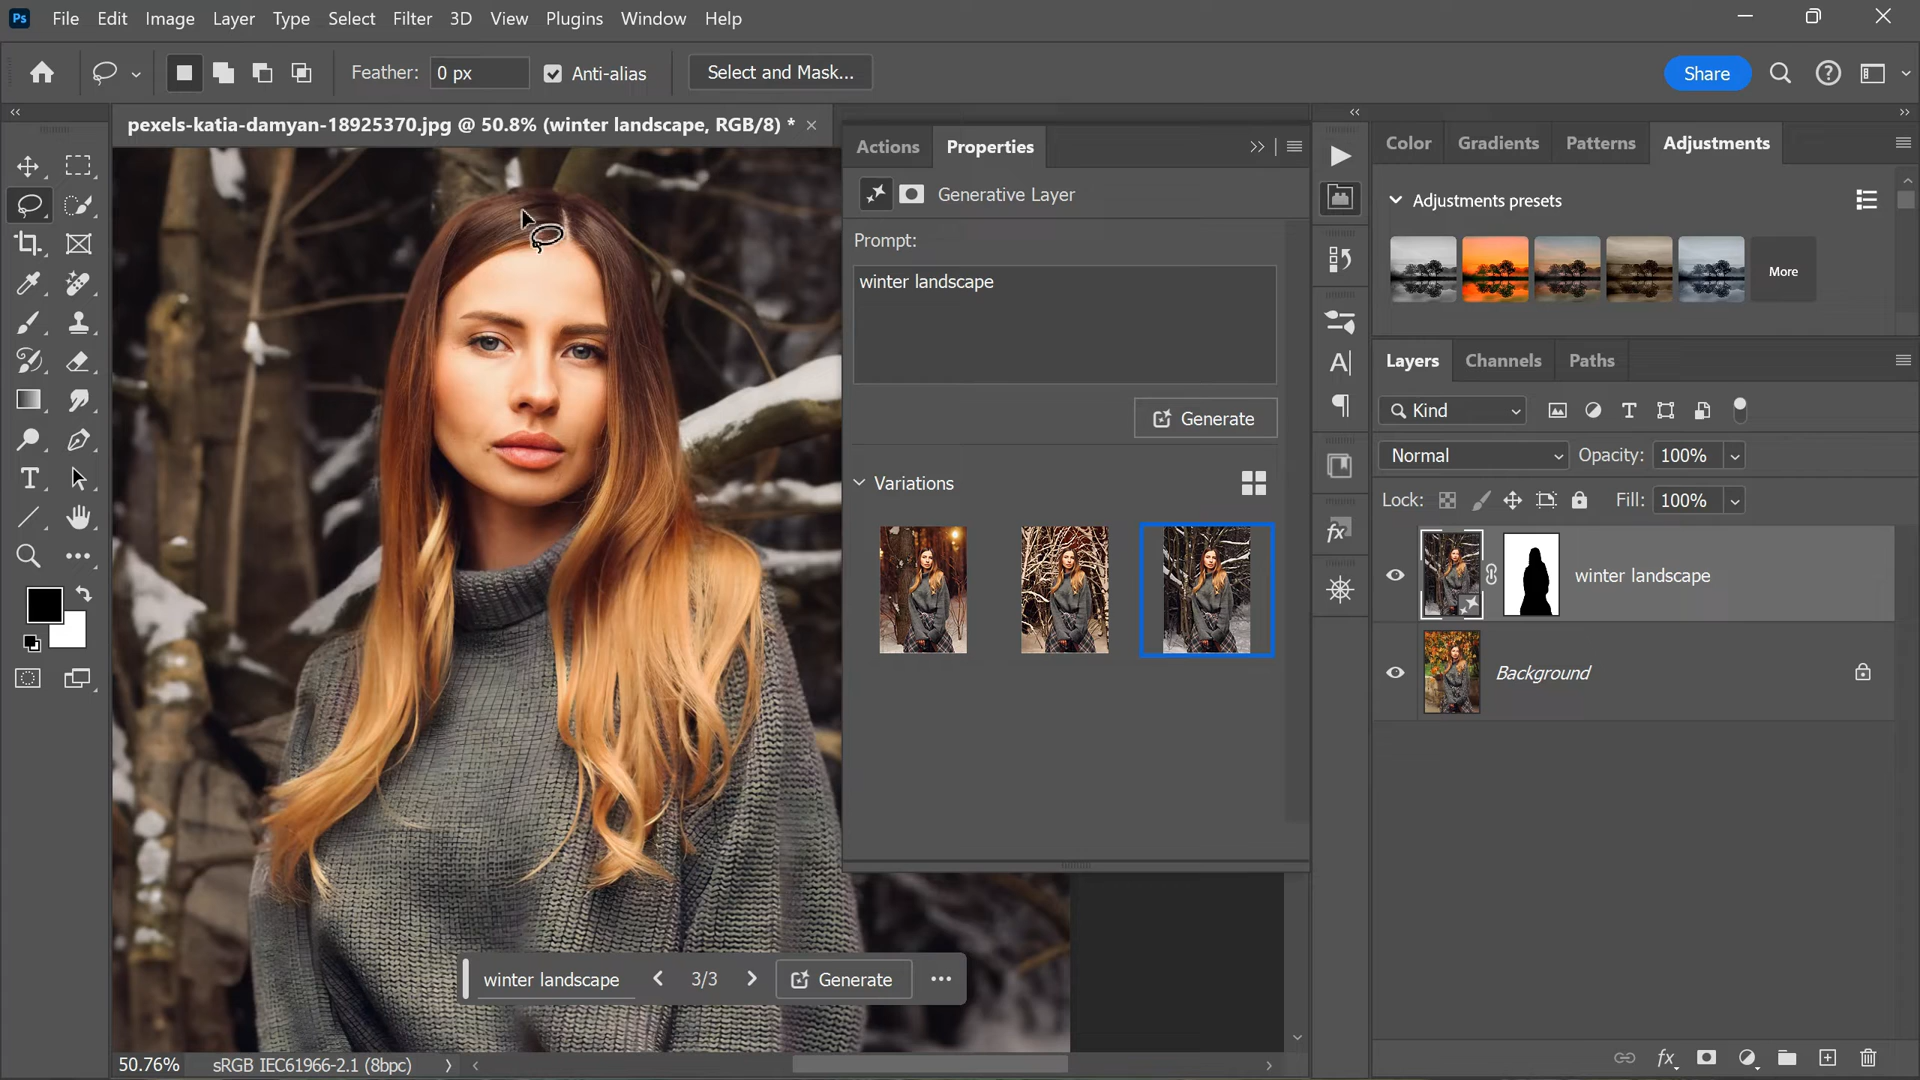 Ps File Edit Image Layer Type Select Filter 3D View Plugins Window Help
Feather: 0 px Anti-alias Select and Mask... Share
pexels-katia-damyan-18925370.jpg @ 50.8% (winter landscape, RGB/8) *
Actions Properties
Generative Layer
Prompt:
winter landscape
Generate
Variations
winter landscape 3/3 Generate
50.76% sRGB IEC61966-2.1 (8bpc)
Color Gradients Patterns Adjustments
Adjustments presets
More
Layers Channels Paths
Kind
Normal Opacity: 100%
Lock: Fill: 100%
winter landscape
Background